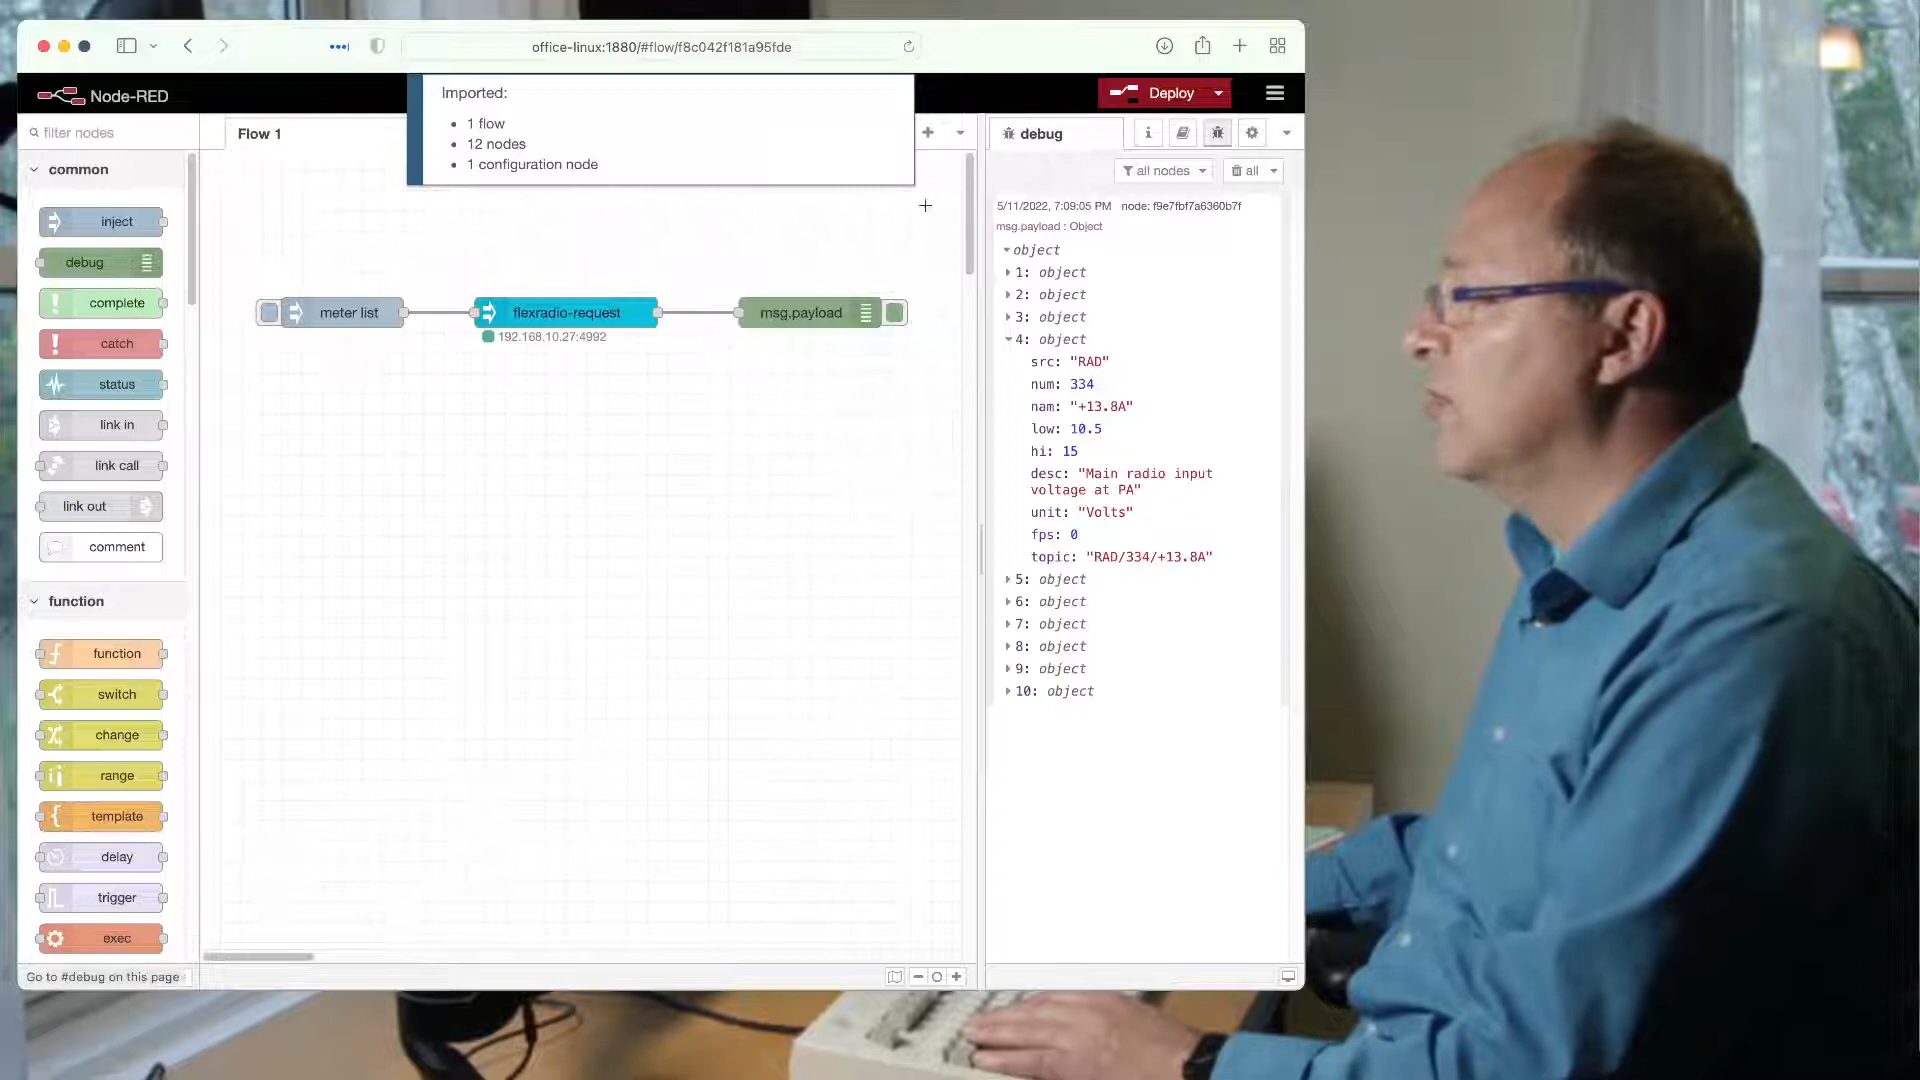 office-linux:1880/#flow/f8c042f181a95fde
Node-RED
Deploy
Imported:
1 flow
12 nodes
1 configuration node
filter nodes
Flow 1
debug
i
all nodes
all
common
inject
debug
complete
catch
status
link in
link call
link out
comment
function
function
switch
change
range
template
delay
trigger
exec
Go to #debug on this page
meter list
flexradio-request
192.168.10.27:4992
msg.payload
5/11/2022, 7:09:05 PM node: f9e7fbf7a6360b7f
msg.payload : Object
object
1: object
2: object
3: object
4: object
src: "RAD"
num: 334
nam: "+13.8A"
low: 10.5
hi: 15
desc: "Main radio input
voltage at PA"
unit: "Volts"
fps: 0
topic: "RAD/334/+13.8A"
5: object
6: object
7: object
8: object
9: object
10: object